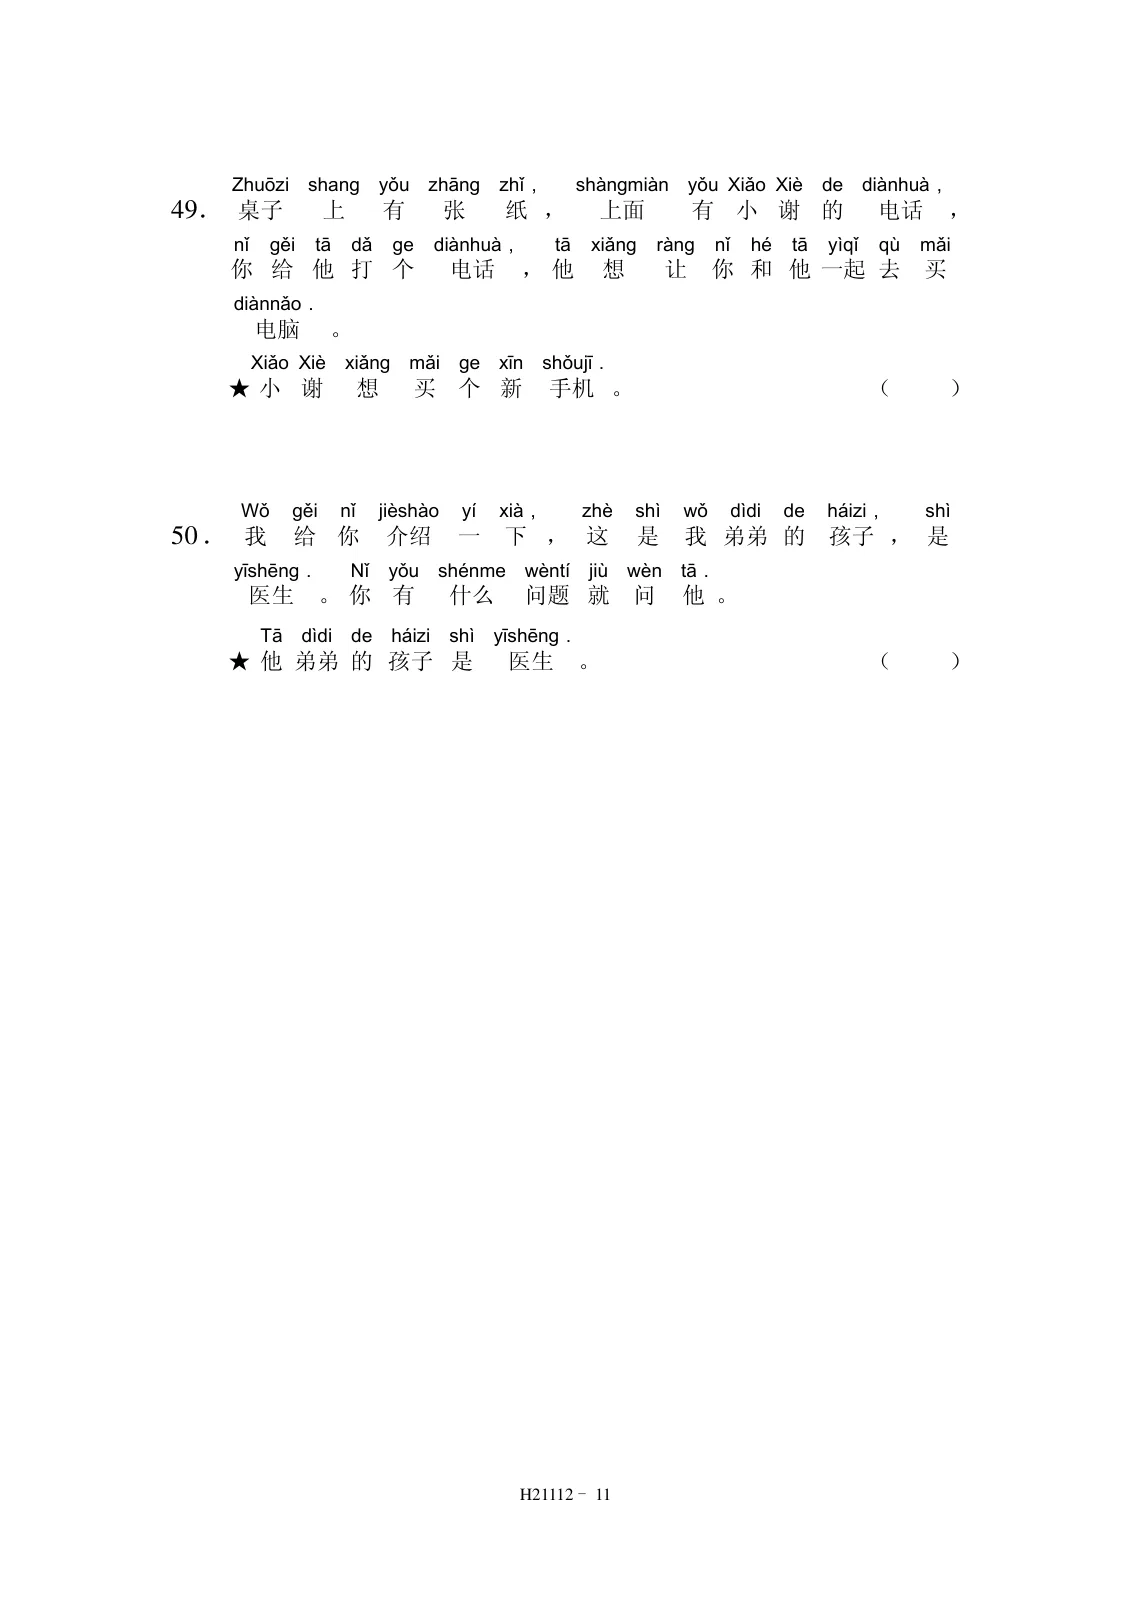 Zhuōzi shang yǒu zhāng zhǐ, shàngmiàn yǒu Xiǎo Xiè de diànhuà,
49. 桌子 上 有 张 纸 , 上面 有 小 谢 的 电话 ,
nǐ gěi tā dǎ ge diànhuà, tā xiǎng ràng nǐ hé tā yìqǐ qù mǎi
你 给 他 打 个 电话 , 他 想 让 你 和 他 一起 去 买
diànnǎo.
电脑 。
Xiǎo Xiè xiǎng mǎi ge xīn shǒujī.
★ 小 谢 想 买 个 新 手机 。 ( )
Wǒ gěi nǐ jièshào yí xià, zhè shì wǒ dìdi de háizi, shì
50. 我 给 你 介绍 一 下 , 这 是 我 弟弟 的 孩子 , 是
yīshēng. Nǐ yǒu shénme wèntí jiù wèn tā.
医生 。 你 有 什么 问题 就 问 他 。
Tā dìdi de háizi shì yīshēng.
★ 他 弟弟 的 孩子 是 医生 。 ( )
H21112 - 11